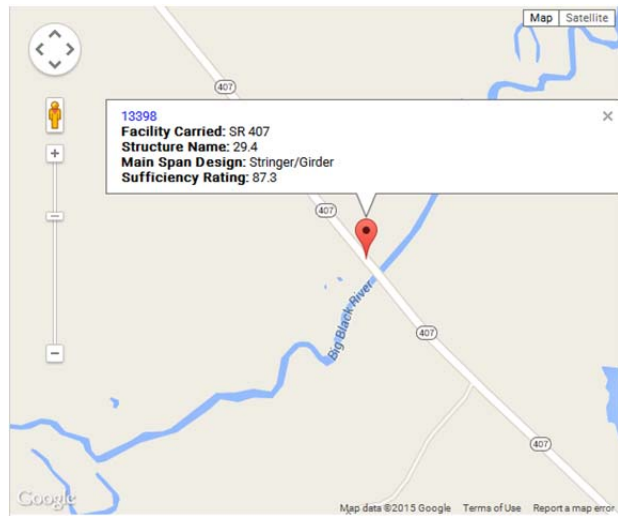 Map Satellite
407
13398
Facility Carried: SR 407
Structure Name: 29.4
Main Span Design: Stringer/Girder
Sufficiency Rating: 87.3
407
407
Big Black River
407
407
Google
Map data ©2015 Google Terms of Use Report a map error